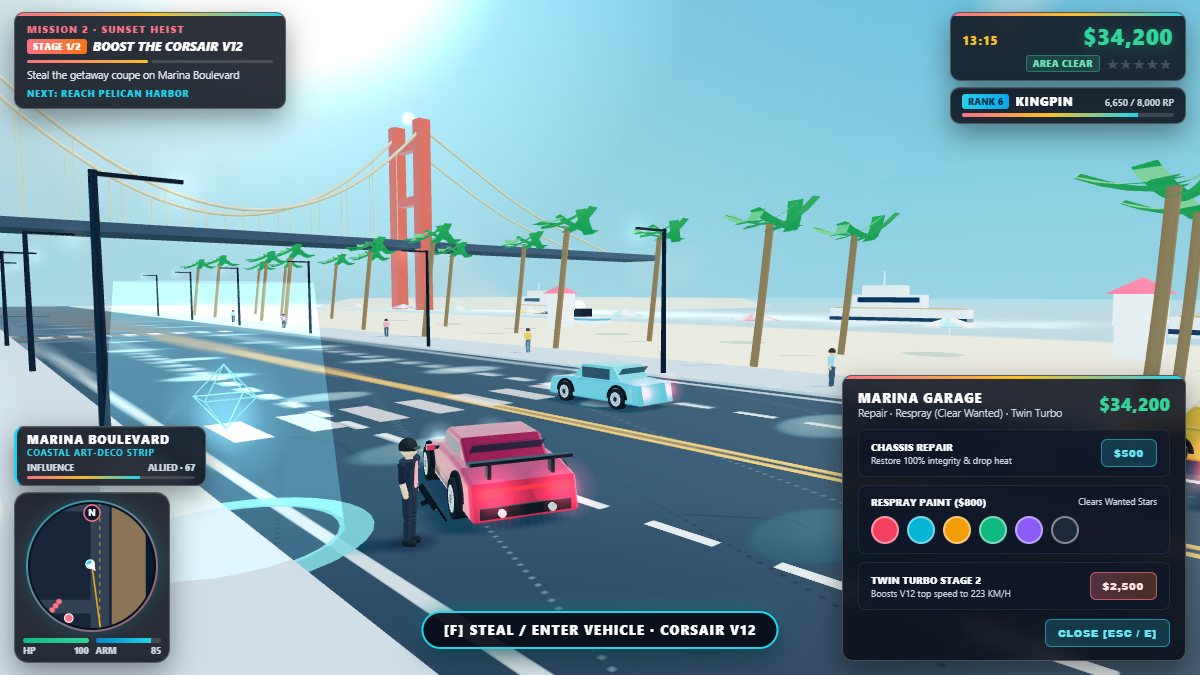 MISSION 2 · SUNSET HEIST
STAGE 1/2 BOOST THE CORSAIR V12
Steal the getaway coupe on Marina Boulevard
NEXT: REACH PELICAN HARBOR
13:15 $34,200
AREA CLEAR ★★★★★
RANK 6 KINGPIN 6,650 / 8,000 RP
MARINA BOULEVARD
COASTAL ART-DECO STRIP
INFLUENCE ALLIED · 67
N
HP 100 ARM 85
[F] STEAL / ENTER VEHICLE · CORSAIR V12
MARINA GARAGE
Repair · Respray (Clear Wanted) · Twin Turbo
$34,200
CHASSIS REPAIR
Restore 100% integrity & drop heat
$500
RESPRAY PAINT ($800) Clears Wanted Stars
TWIN TURBO STAGE 2
Boosts V12 top speed to 223 KM/H
$2,500
CLOSE [ESC / E]